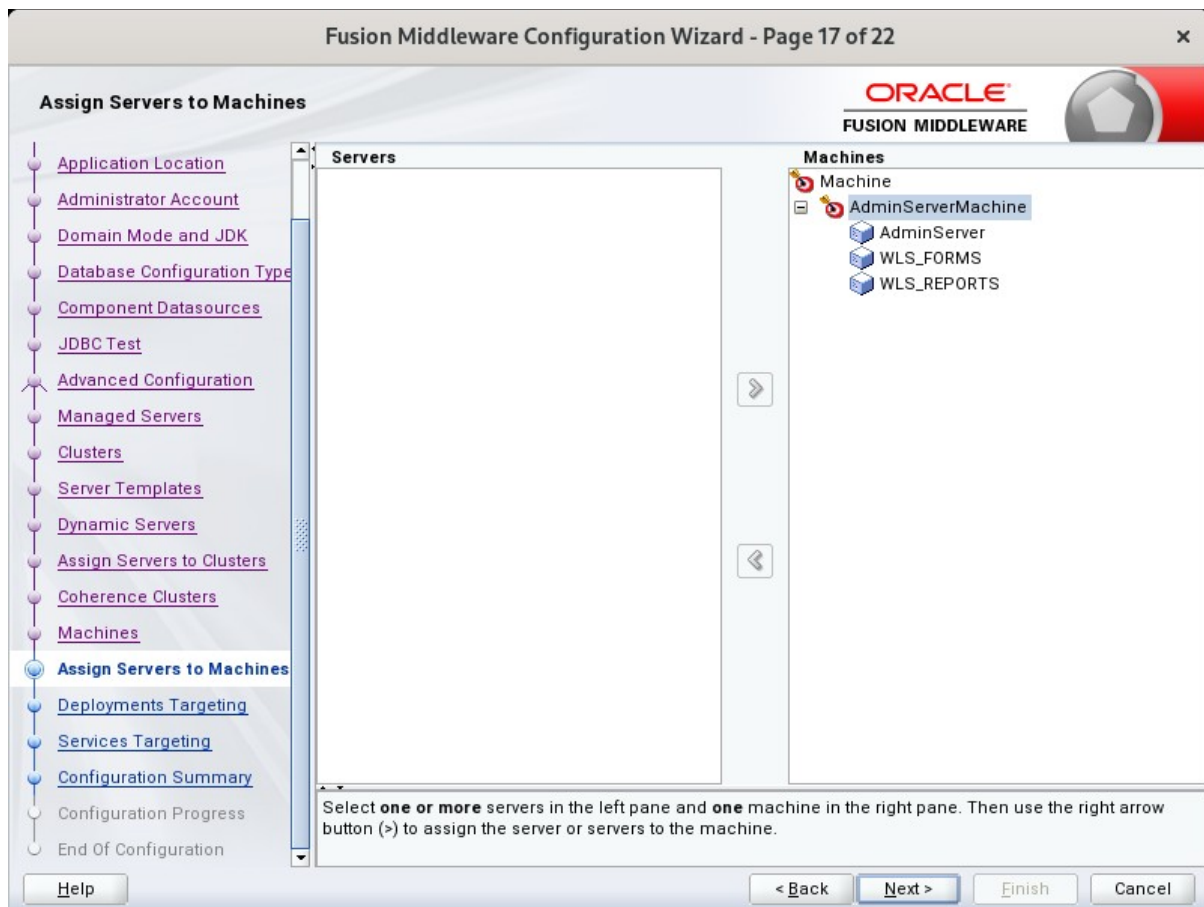 Fusion Middleware Configuration Wizard - Page 17 of 22
Assign Servers to Machines
ORACLE
FUSION MIDDLEWARE
Application Location
Administrator Account
Domain Mode and JDK
Database Configuration Type
Component Datasources
JDBC Test
Advanced Configuration
Managed Servers
Clusters
Server Templates
Dynamic Servers
Assign Servers to Clusters
Coherence Clusters
Machines
Assign Servers to Machines
Deployments Targeting
Services Targeting
Configuration Summary
Configuration Progress
End Of Configuration
Servers
Machines
Machine
AdminServerMachine
AdminServer
WLS_FORMS
WLS_REPORTS
Select one or more servers in the left pane and one machine in the right pane. Then use the right arrow
button (>) to assign the server or servers to the machine.
Help
< Back
Next >
Finish
Cancel